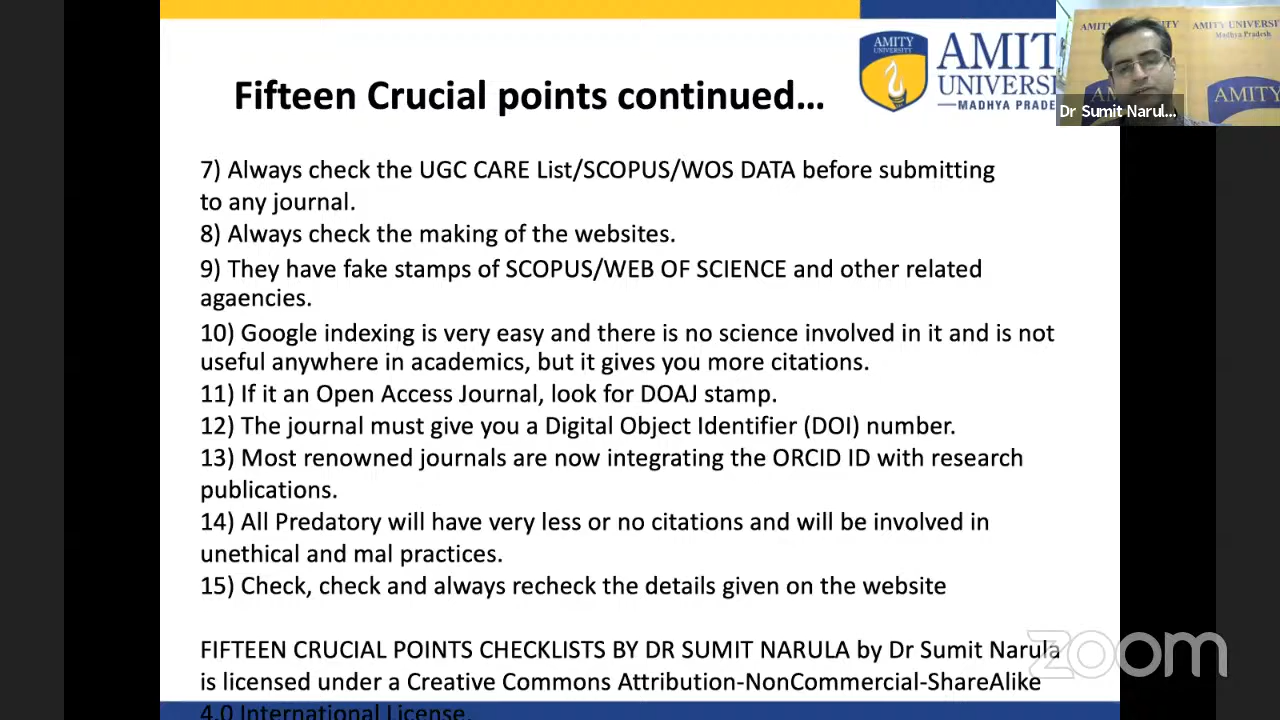 AMITY
UNIVERSITY
AMIT
UNIVERS
MADHYA PRADE
Fifteen Crucial points continued...
AMITY
AMITY UNIVERSI
Madhya Pradesh
AMITY
Dr Sumit Narul...
7) Always check the UGC CARE List/SCOPUS/WOS DATA before submitting
to any journal.
8) Always check the making of the websites.
9) They have fake stamps of SCOPUS/WEB OF SCIENCE and other related
agaencies.
10) Google indexing is very easy and there is no science involved in it and is not
useful anywhere in academics, but it gives you more citations.
11) If it an Open Access Journal, look for DOAJ stamp.
12) The journal must give you a Digital Object Identifier (DOI) number.
13) Most renowned journals are now integrating the ORCID ID with research
publications.
14) All Predatory will have very less or no citations and will be involved in
unethical and mal practices.
15) Check, check and always recheck the details given on the website
FIFTEEN CRUCIAL POINTS CHECKLISTS BY DR SUMIT NARULA by Dr Sumit Narula
is licensed under a Creative Commons Attribution-NonCommercial-ShareAlike
4.0 International License.
zoom